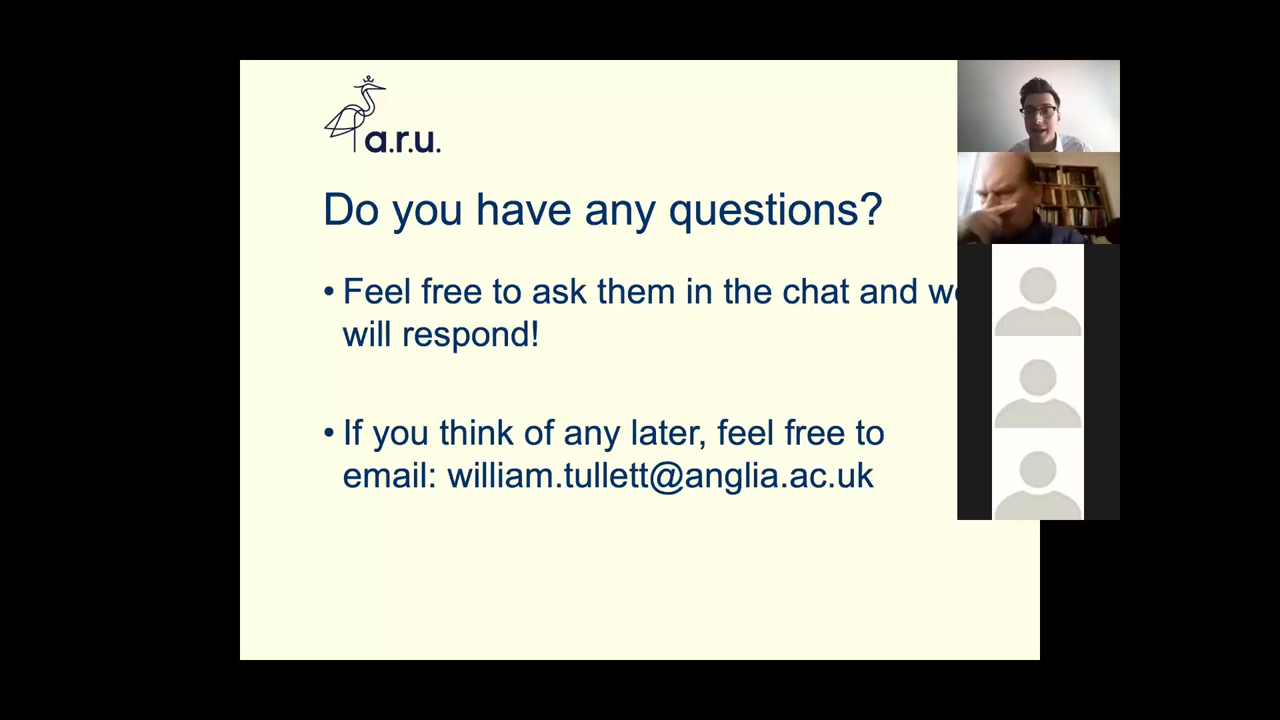 a.r.u.
Do you have any questions?
• Feel free to ask them in the chat and we
will respond!
• If you think of any later, feel free to
email: william.tullett@anglia.ac.uk